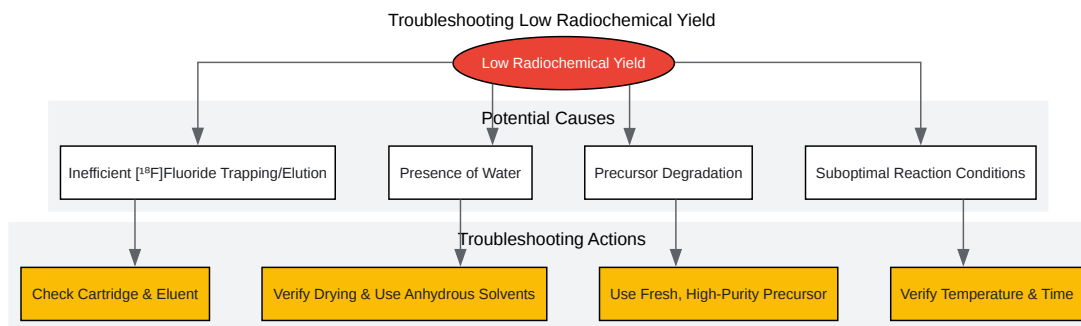 Troubleshooting Low Radiochemical Yield
Low Radiochemical Yield
Potential Causes
Inefficient [¹⁸F]Fluoride Trapping/Elution
Presence of Water
Precursor Degradation
Suboptimal Reaction Conditions
Troubleshooting Actions
Check Cartridge & Eluent
Verify Drying & Use Anhydrous Solvents
Use Fresh, High-Purity Precursor
Verify Temperature & Time